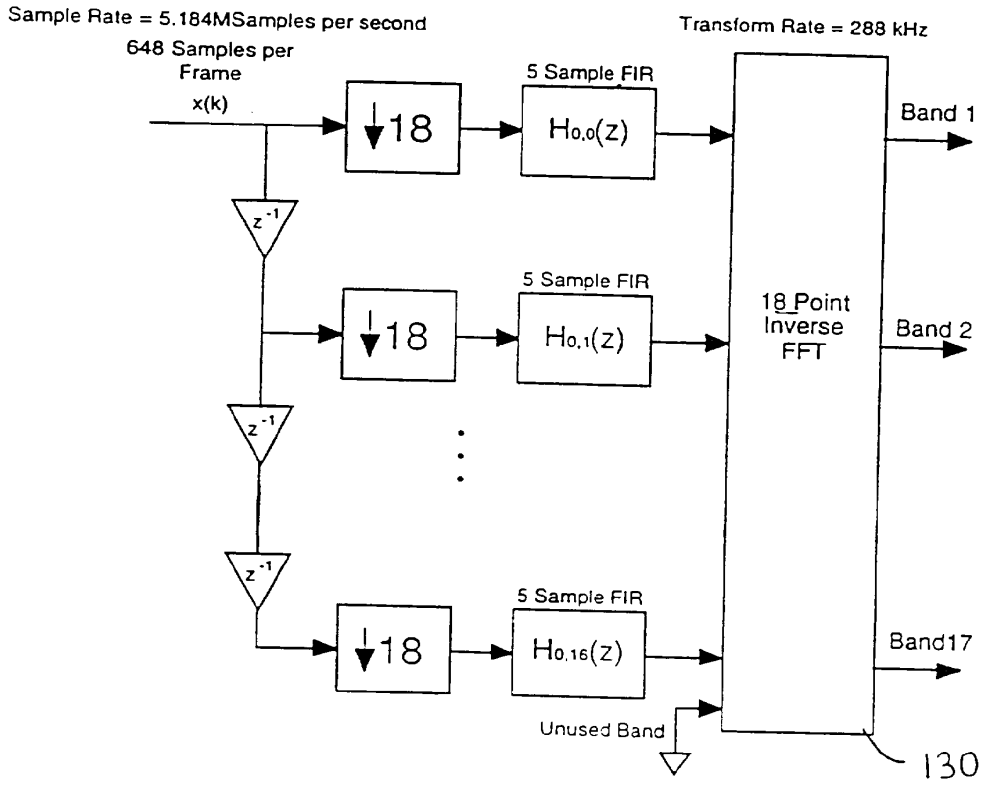 Sample Rate = 5.184MSamples per second
648 Samples per
Frame
x(k)
Transform Rate = 288 kHz
5 Sample FIR
↓18
H0,0(z)
Band 1
z-1
5 Sample FIR
↓18
H0,1(z)
18 Point
Inverse
FFT
Band 2
z-1
z-1
5 Sample FIR
↓18
H0,16(z)
Band17
Unused Band
130